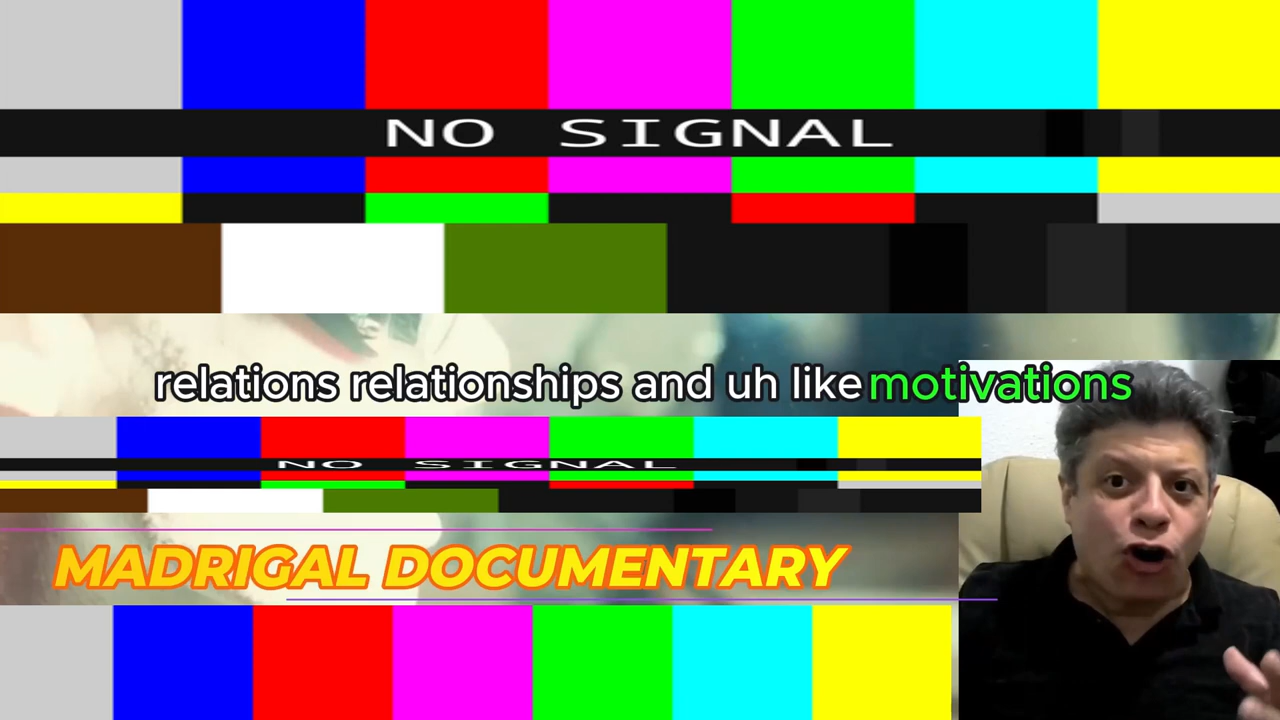 NO SIGNAL
relations relationships and uh like motivations
NO SIGNAL
MADRIGAL DOCUMENTARY